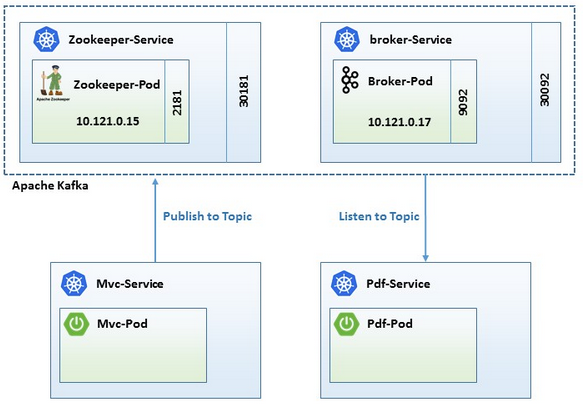 Zookeeper-Service
Zookeeper-Pod
Apache Zookeeper
10.121.0.15
2181
30181
broker-Service
Broker-Pod
10.121.0.17
9092
30092
Apache Kafka
Publish to Topic
Listen to Topic
Mvc-Service
Mvc-Pod
Pdf-Service
Pdf-Pod